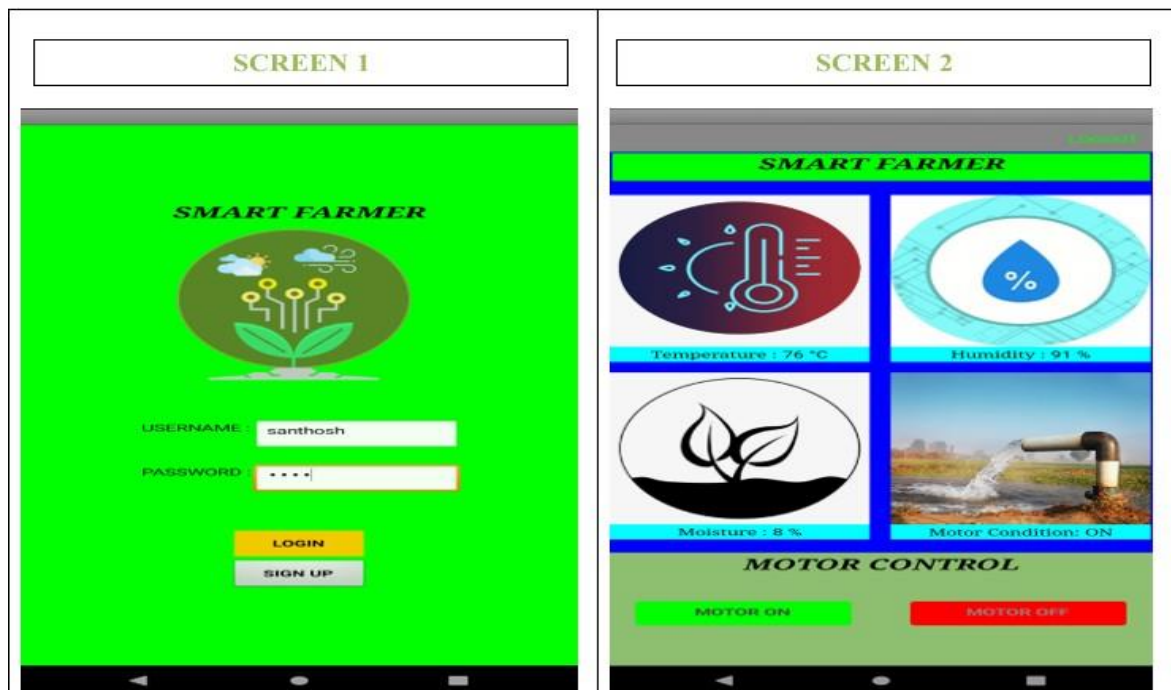 SCREEN 1
SMART FARMER
USERNAME :
santhosh
PASSWORD :
LOGIN
SIGN UP
SCREEN 2
SMART FARMER
%
Temperature : 76 °C
Humidity : 91 %
Moisture : 8 %
Motor Condition: ON
MOTOR CONTROL
MOTOR ON
MOTOR OFF